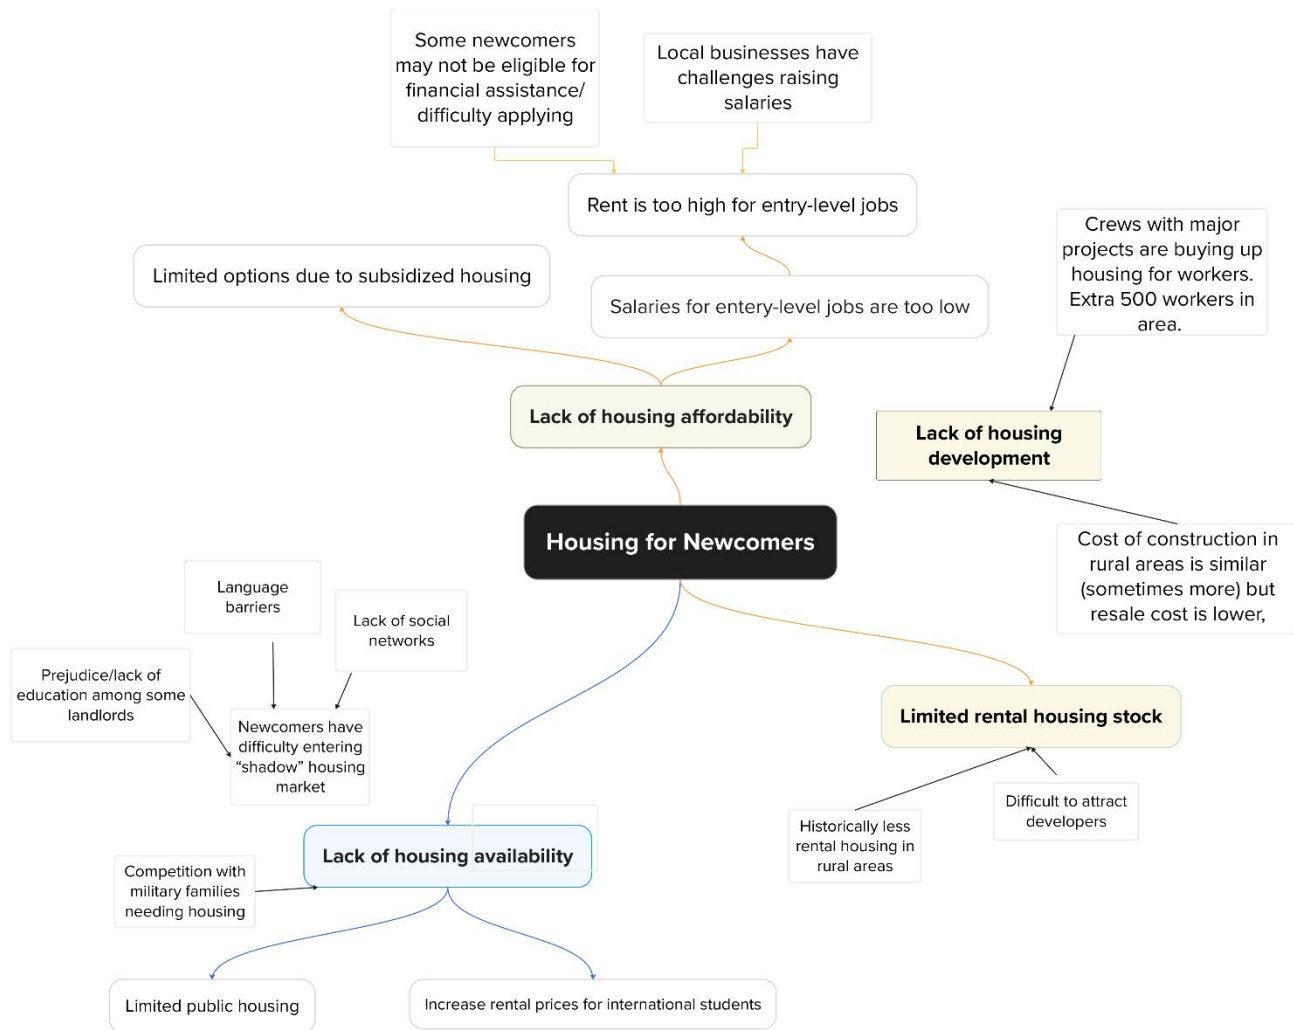 Some newcomers
may not be eligible for
financial assistance/
difficulty applying
Local businesses have
challenges raising
salaries
Rent is too high for entry-level jobs
Limited options due to subsidized housing
Salaries for entery-level jobs are too low
Crews with major
projects are buying up
housing for workers.
Extra 500 workers in
area.
Lack of housing affordability
Lack of housing
development
Housing for Newcomers
Cost of construction in
rural areas is similar
(sometimes more) but
resale cost is lower,
Language
barriers
Lack of social
networks
Prejudice/lack of
education among some
landlords
Newcomers have
difficulty entering
“shadow” housing
market
Limited rental housing stock
Historically less
rental housing in
rural areas
Difficult to attract
developers
Lack of housing availability
Competition with
military families
needing housing
Limited public housing
Increase rental prices for international students